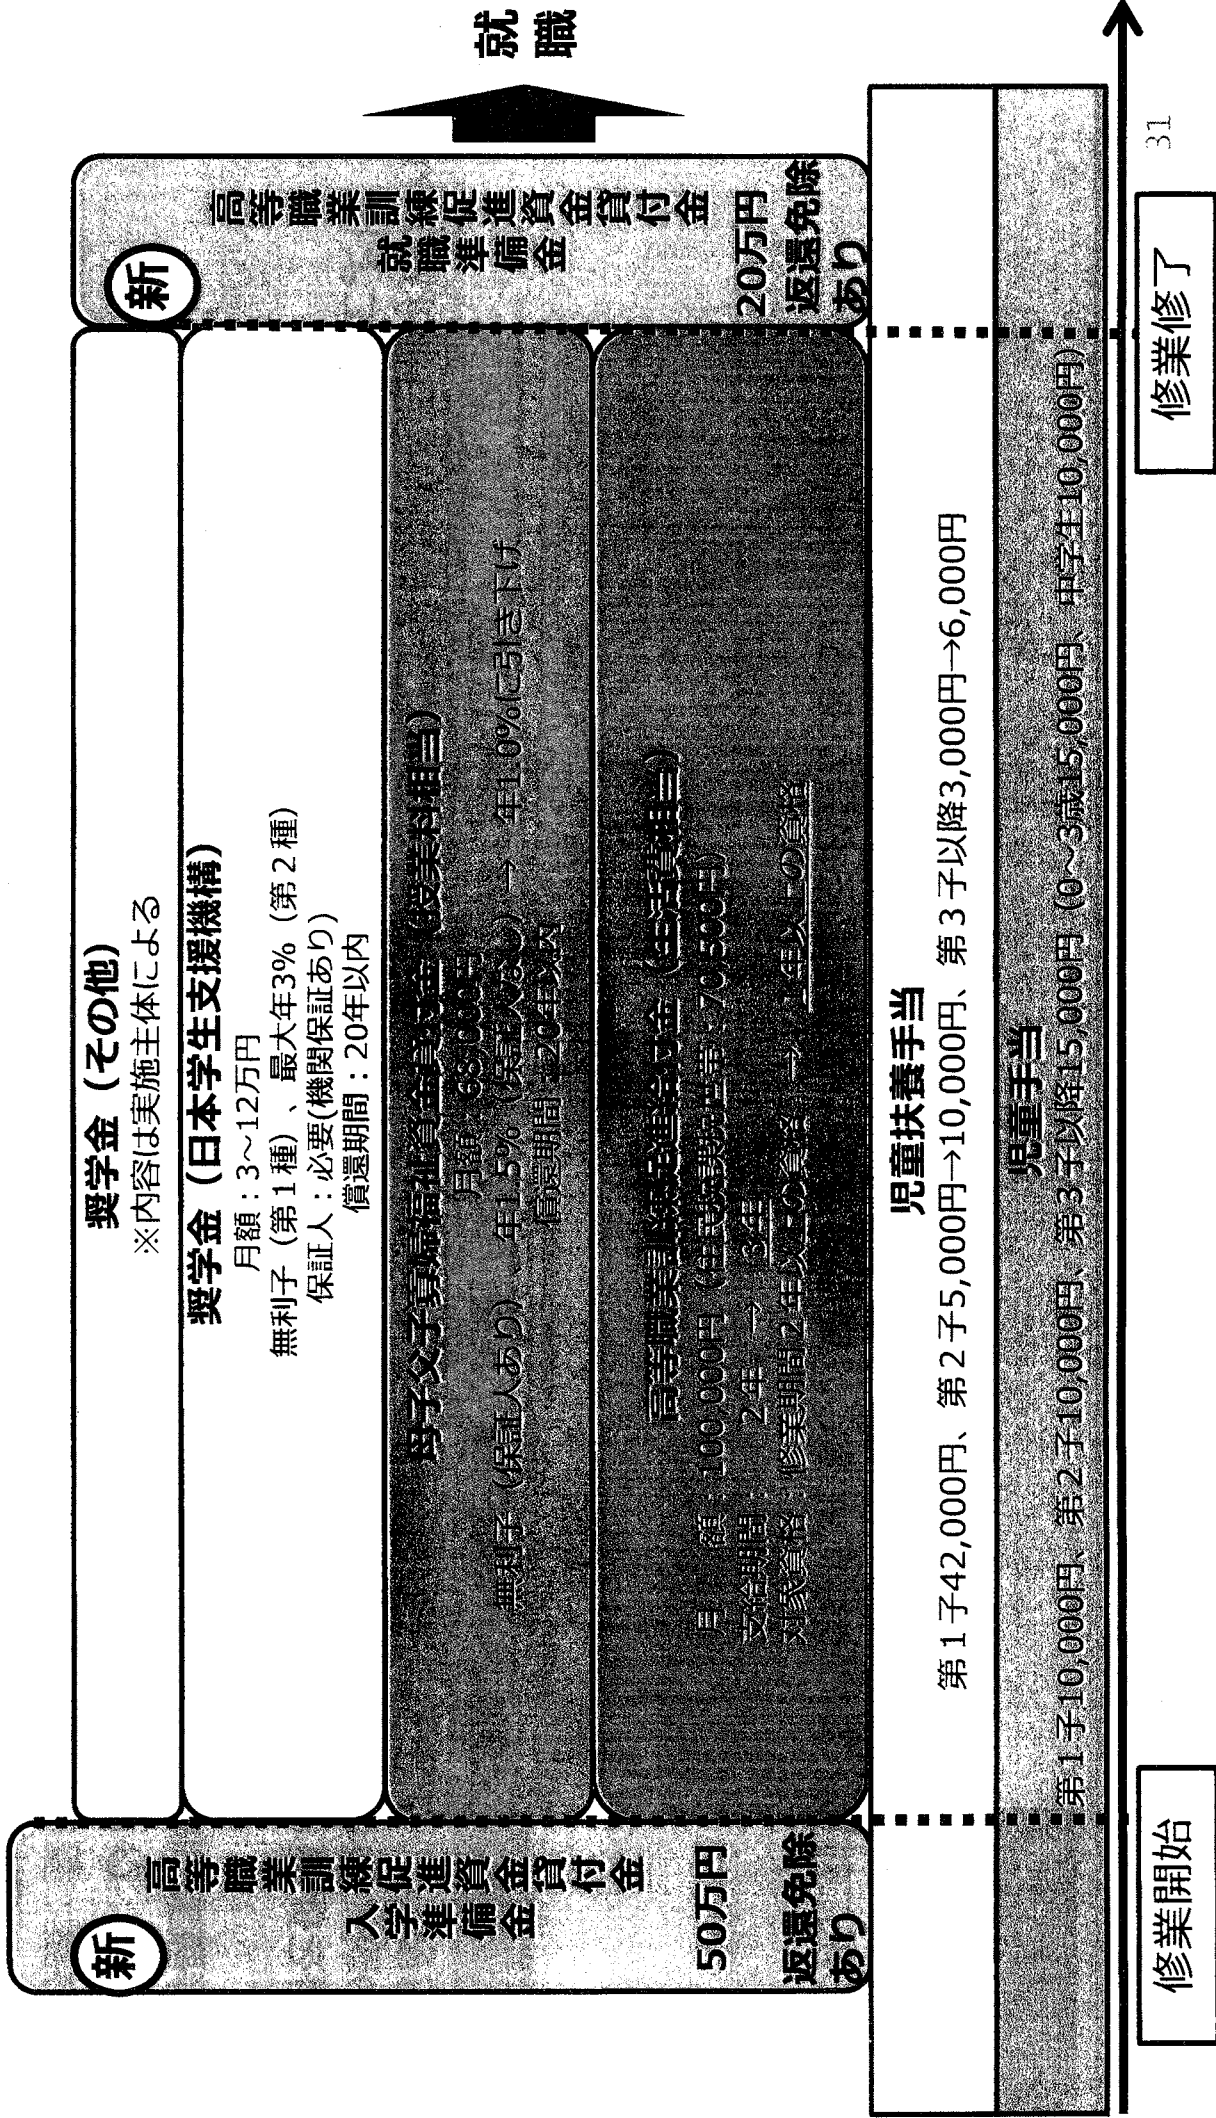 新
高等職業訓練促進資金貸付金
入学準備金
50万円
返還免除
あり
奨学金（その他）
※内容は実施主体による
奨学金（日本学生支援機構）
月額：3～12万円
無利子（第１種）、最大年3%（第２種）
保証人：必要(機関保証あり)
償還期間：20年以内
母子父子寡婦福祉資金貸付金（授業料相当）
月額：68,000円
無利子（保証人あり）、年1.5%（保証人なし）→ 年1.0%に引き下げ
償還期間：20年以内
高等職業訓練促進給付金（生活費相当）
月　額：100,000円（住民税課税世帯：70,500円）
支給期間：２年 → 3年
対象資格：修業期間２年以上の資格 → 1年以上の資格
新
高等職業訓練促進資金貸付金
就職準備金
20万円
返還免除
あり
就職
児童扶養手当
第１子42,000円、第２子5,000円→10,000円、第３子以降3,000円→6,000円
児童手当
第１子10,000円、第２子10,000円、第３子以降15,000円（0～3歳15,000円、中学生10,000円）
修業開始
修業修了
31